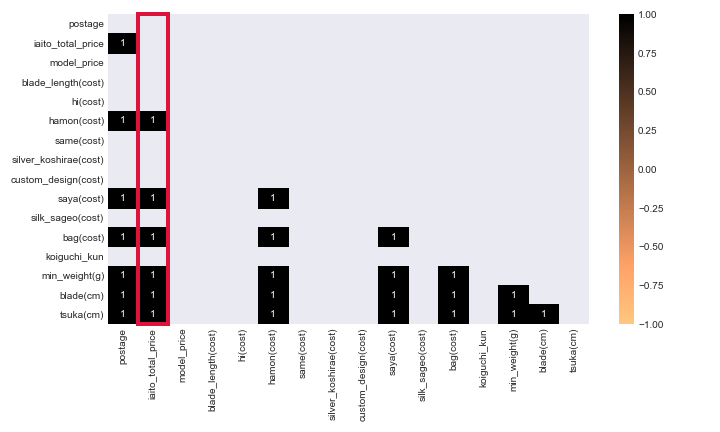 postage
iaito_total_price 1
model_price
blade_length(cost)
hi(cost)
hamon(cost) 1 1
same(cost)
silver_koshirae(cost)
custom_design(cost)
saya(cost) 1 1 1
silk_sageo(cost)
bag(cost) 1 1 1 1
koiguchi_kun
min_weight(g) 1 1 1 1 1
blade(cm) 1 1 1 1 1 1
tsuka(cm) 1 1 1 1 1 1 1
postage
iaito_total_price
model_price
blade_length(cost)
hi(cost)
hamon(cost)
same(cost)
silver_koshirae(cost)
custom_design(cost)
saya(cost)
silk_sageo(cost)
bag(cost)
koiguchi_kun
min_weight(g)
blade(cm)
tsuka(cm)
1.00
0.75
0.50
0.25
0.00
−0.25
−0.50
−0.75
−1.00